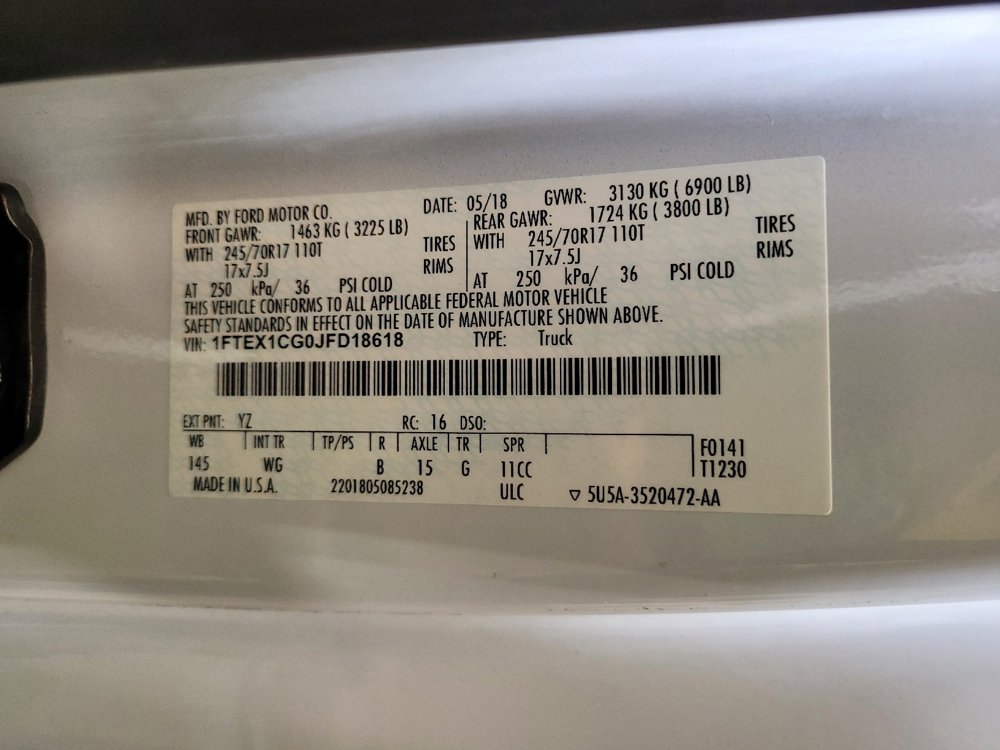 MFD. BY FORD MOTOR CO. DATE: 05/18 GVWR: 3130 KG ( 6900 LB)
FRONT GAWR: 1463 KG ( 3225 LB) REAR GAWR: 1724 KG ( 3800 LB)
WITH 245/70R17 110T TIRES WITH 245/70R17 110T TIRES
17x7.5J RIMS 17x7.5J RIMS
AT 250 kPa/ 36 PSI COLD AT 250 kPa/ 36 PSI COLD
THIS VEHICLE CONFORMS TO ALL APPLICABLE FEDERAL MOTOR VEHICLE
SAFETY STANDARDS IN EFFECT ON THE DATE OF MANUFACTURE SHOWN ABOVE.
VIN: 1FTEX1CG0JFD18618 TYPE: Truck
EXT PNT: YZ RC: 16 DSO:
WB INT TR TP/PS R AXLE TR SPR F0141
145 WG B 15 G 11CC T1230
MADE IN U.S.A. 2201805085238 ULC ▽ 5U5A-3520472-AA